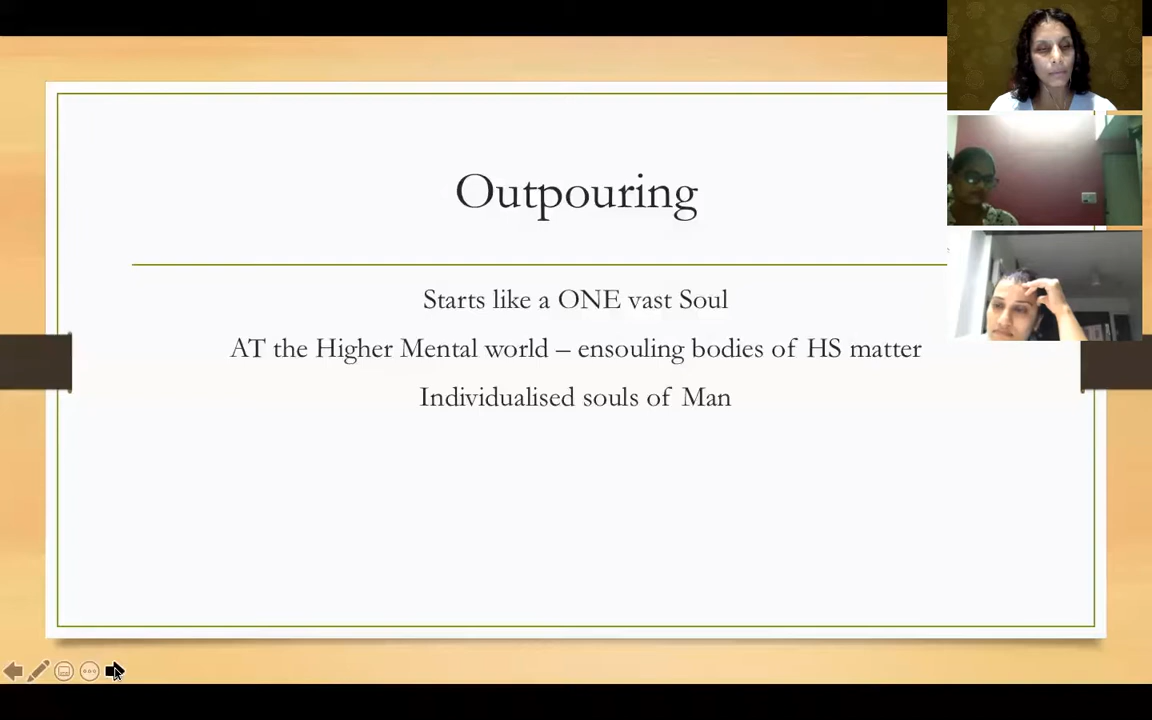 Outpouring
Starts like a ONE vast Soul
AT the Higher Mental world – ensouling bodies of HS matter
Individualised souls of Man